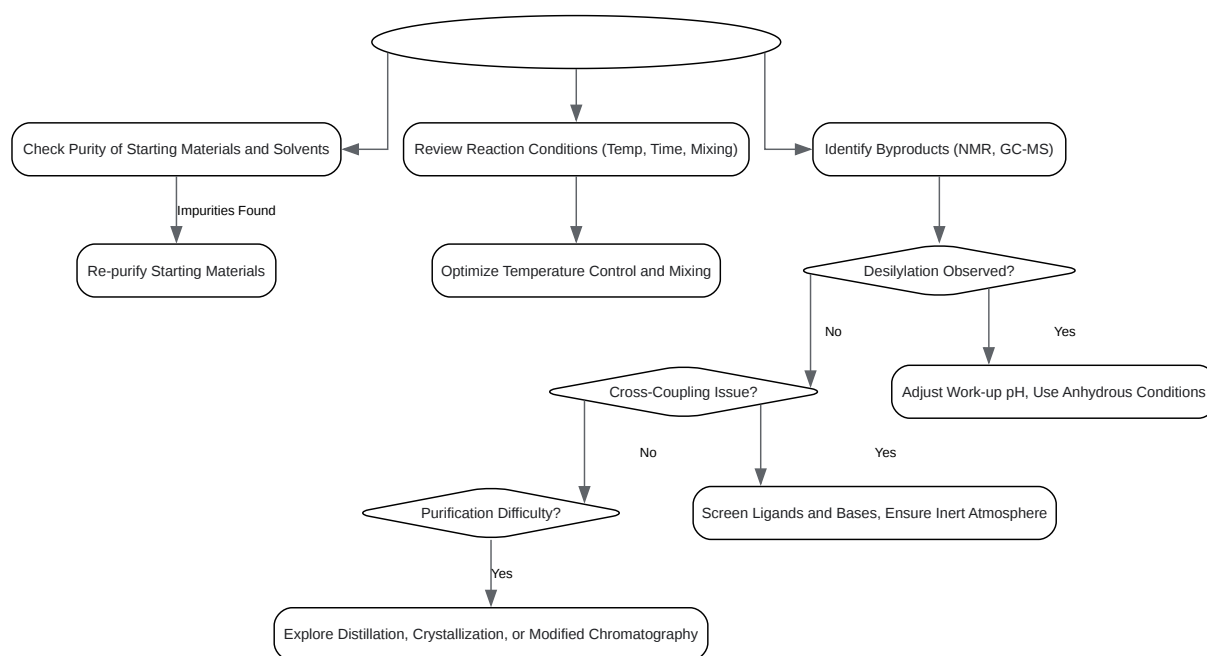 Check Purity of Starting Materials and Solvents
Review Reaction Conditions (Temp, Time, Mixing)
Identify Byproducts (NMR, GC-MS)
Impurities Found
Re-purify Starting Materials
Optimize Temperature Control and Mixing
Desilylation Observed?
No
Yes
Cross-Coupling Issue?
Adjust Work-up pH, Use Anhydrous Conditions
No
Yes
Purification Difficulty?
Screen Ligands and Bases, Ensure Inert Atmosphere
Yes
Explore Distillation, Crystallization, or Modified Chromatography